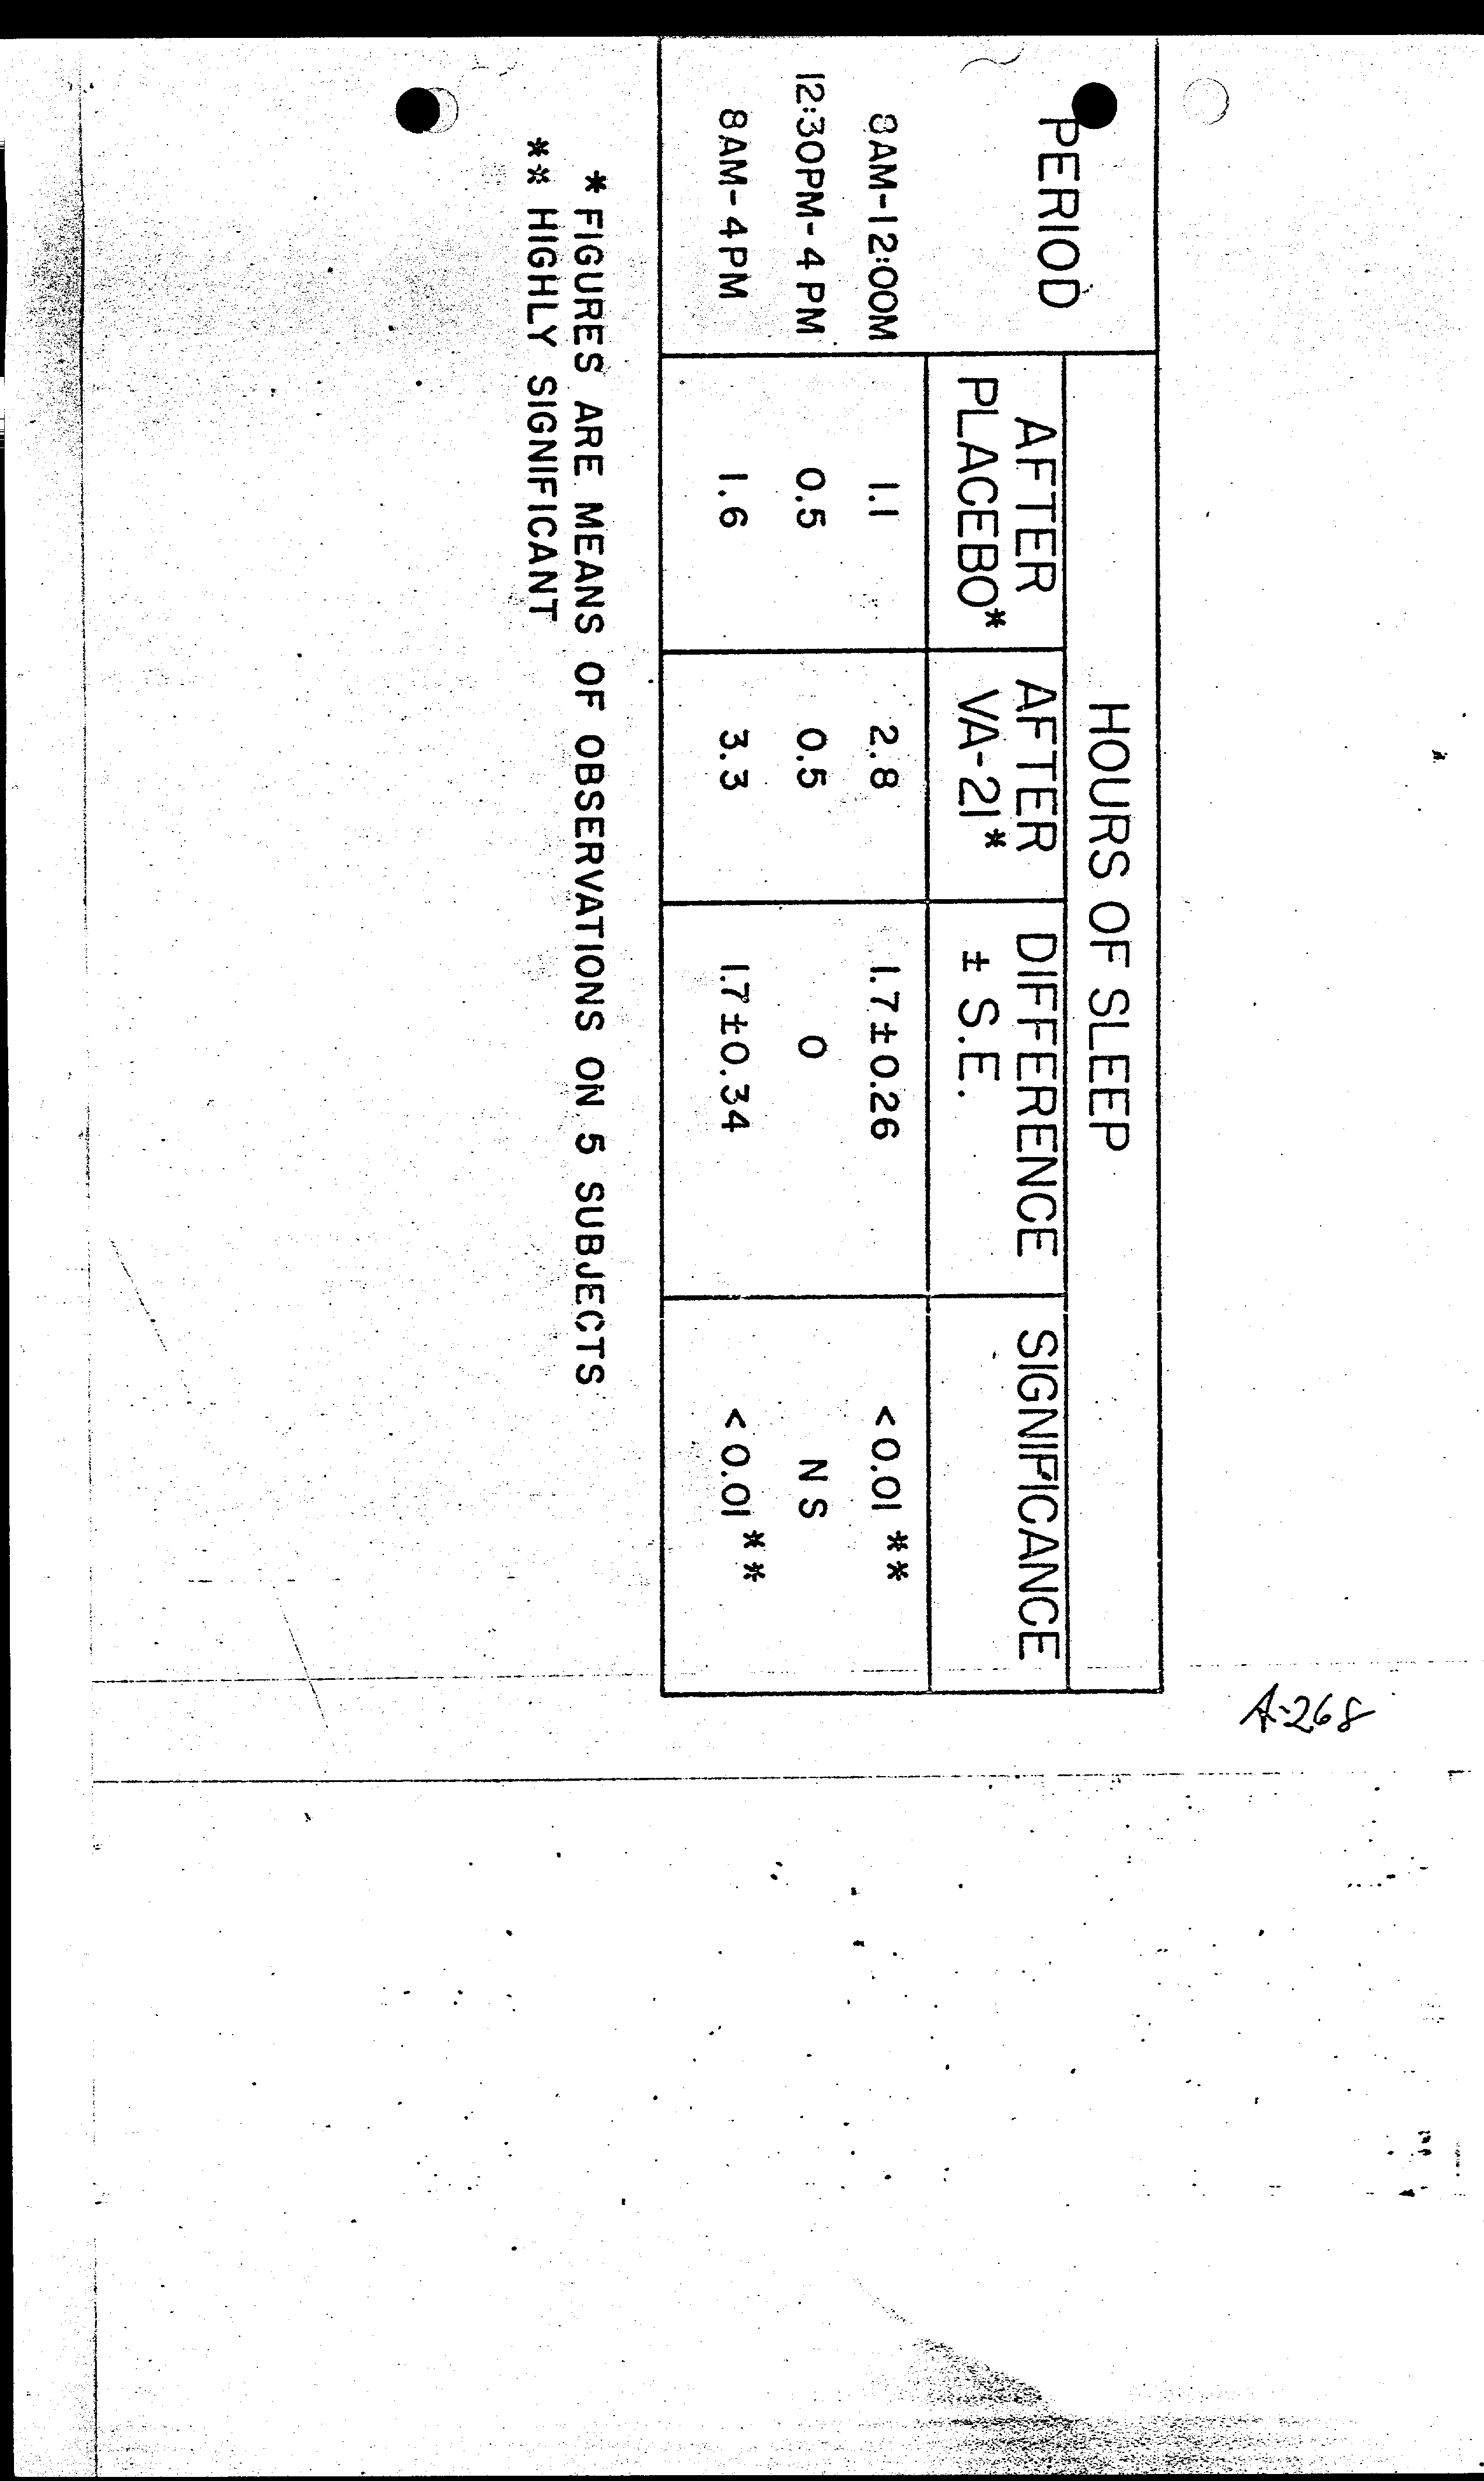 A-268
HOURS OF SLEEP
PERIOD
AFTER PLACEBO* AFTER VA-21* DIFFERENCE ± S.E. SIGNIFICANCE
8AM-12:00M 1.1 2.8 1.7±0.26 <0.01 **
12:30PM-4PM 0.5 0.5 0 NS
8AM-4PM 1.6 3.3 1.7±0.34 <0.01 **
* FIGURES ARE MEANS OF OBSERVATIONS ON 5 SUBJECTS
** HIGHLY SIGNIFICANT